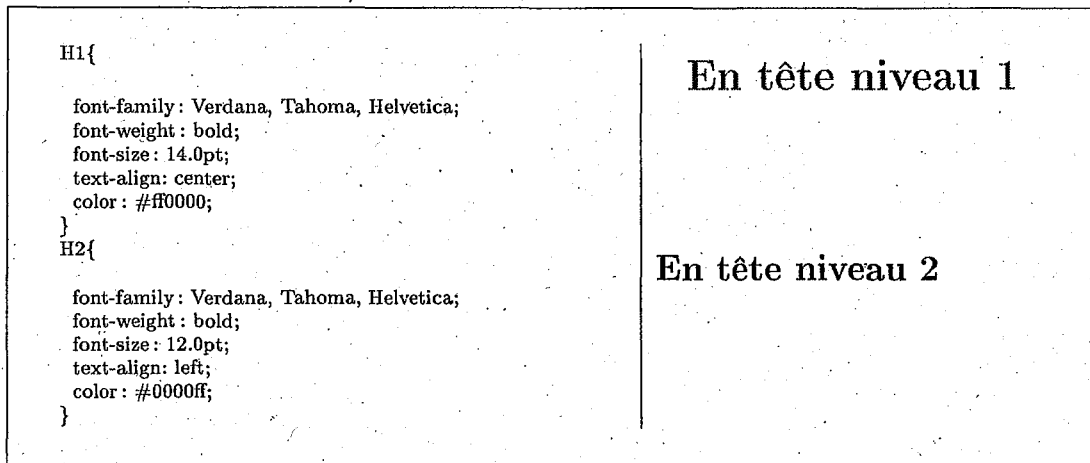 H1{
font-family: Verdana, Tahoma, Helvetica;
font-weight: bold;
font-size: 14.0pt;
text-align: center;
color: #ff0000;
}
H2{
font-family: Verdana, Tahoma, Helvetica;
font-weight: bold;
font-size: 12.0pt;
text-align: left;
color: #0000ff;
}
En tête niveau 1
En tête niveau 2